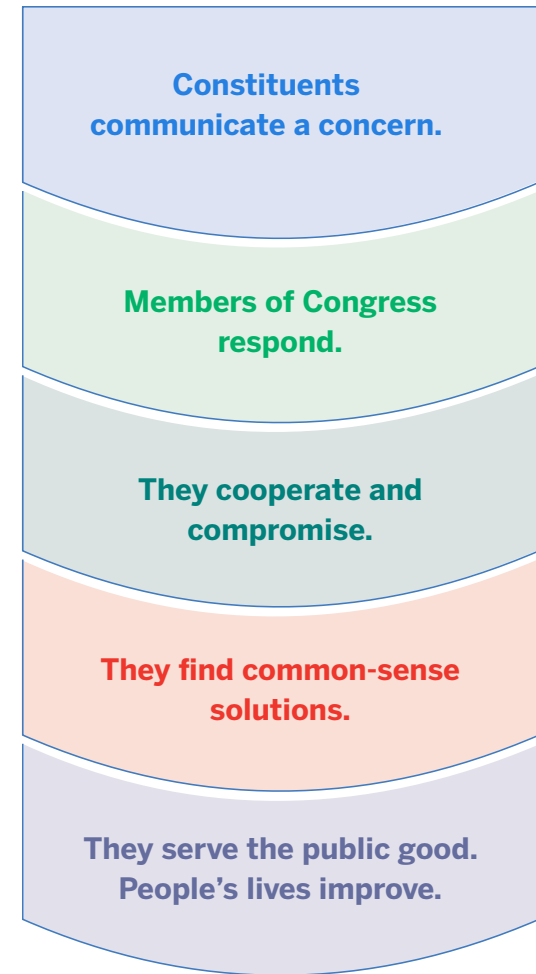 Constituents
communicate a concern.
Members of Congress
respond.
They cooperate and
compromise.
They find common-sense
solutions.
They serve the public good.
People’s lives improve.